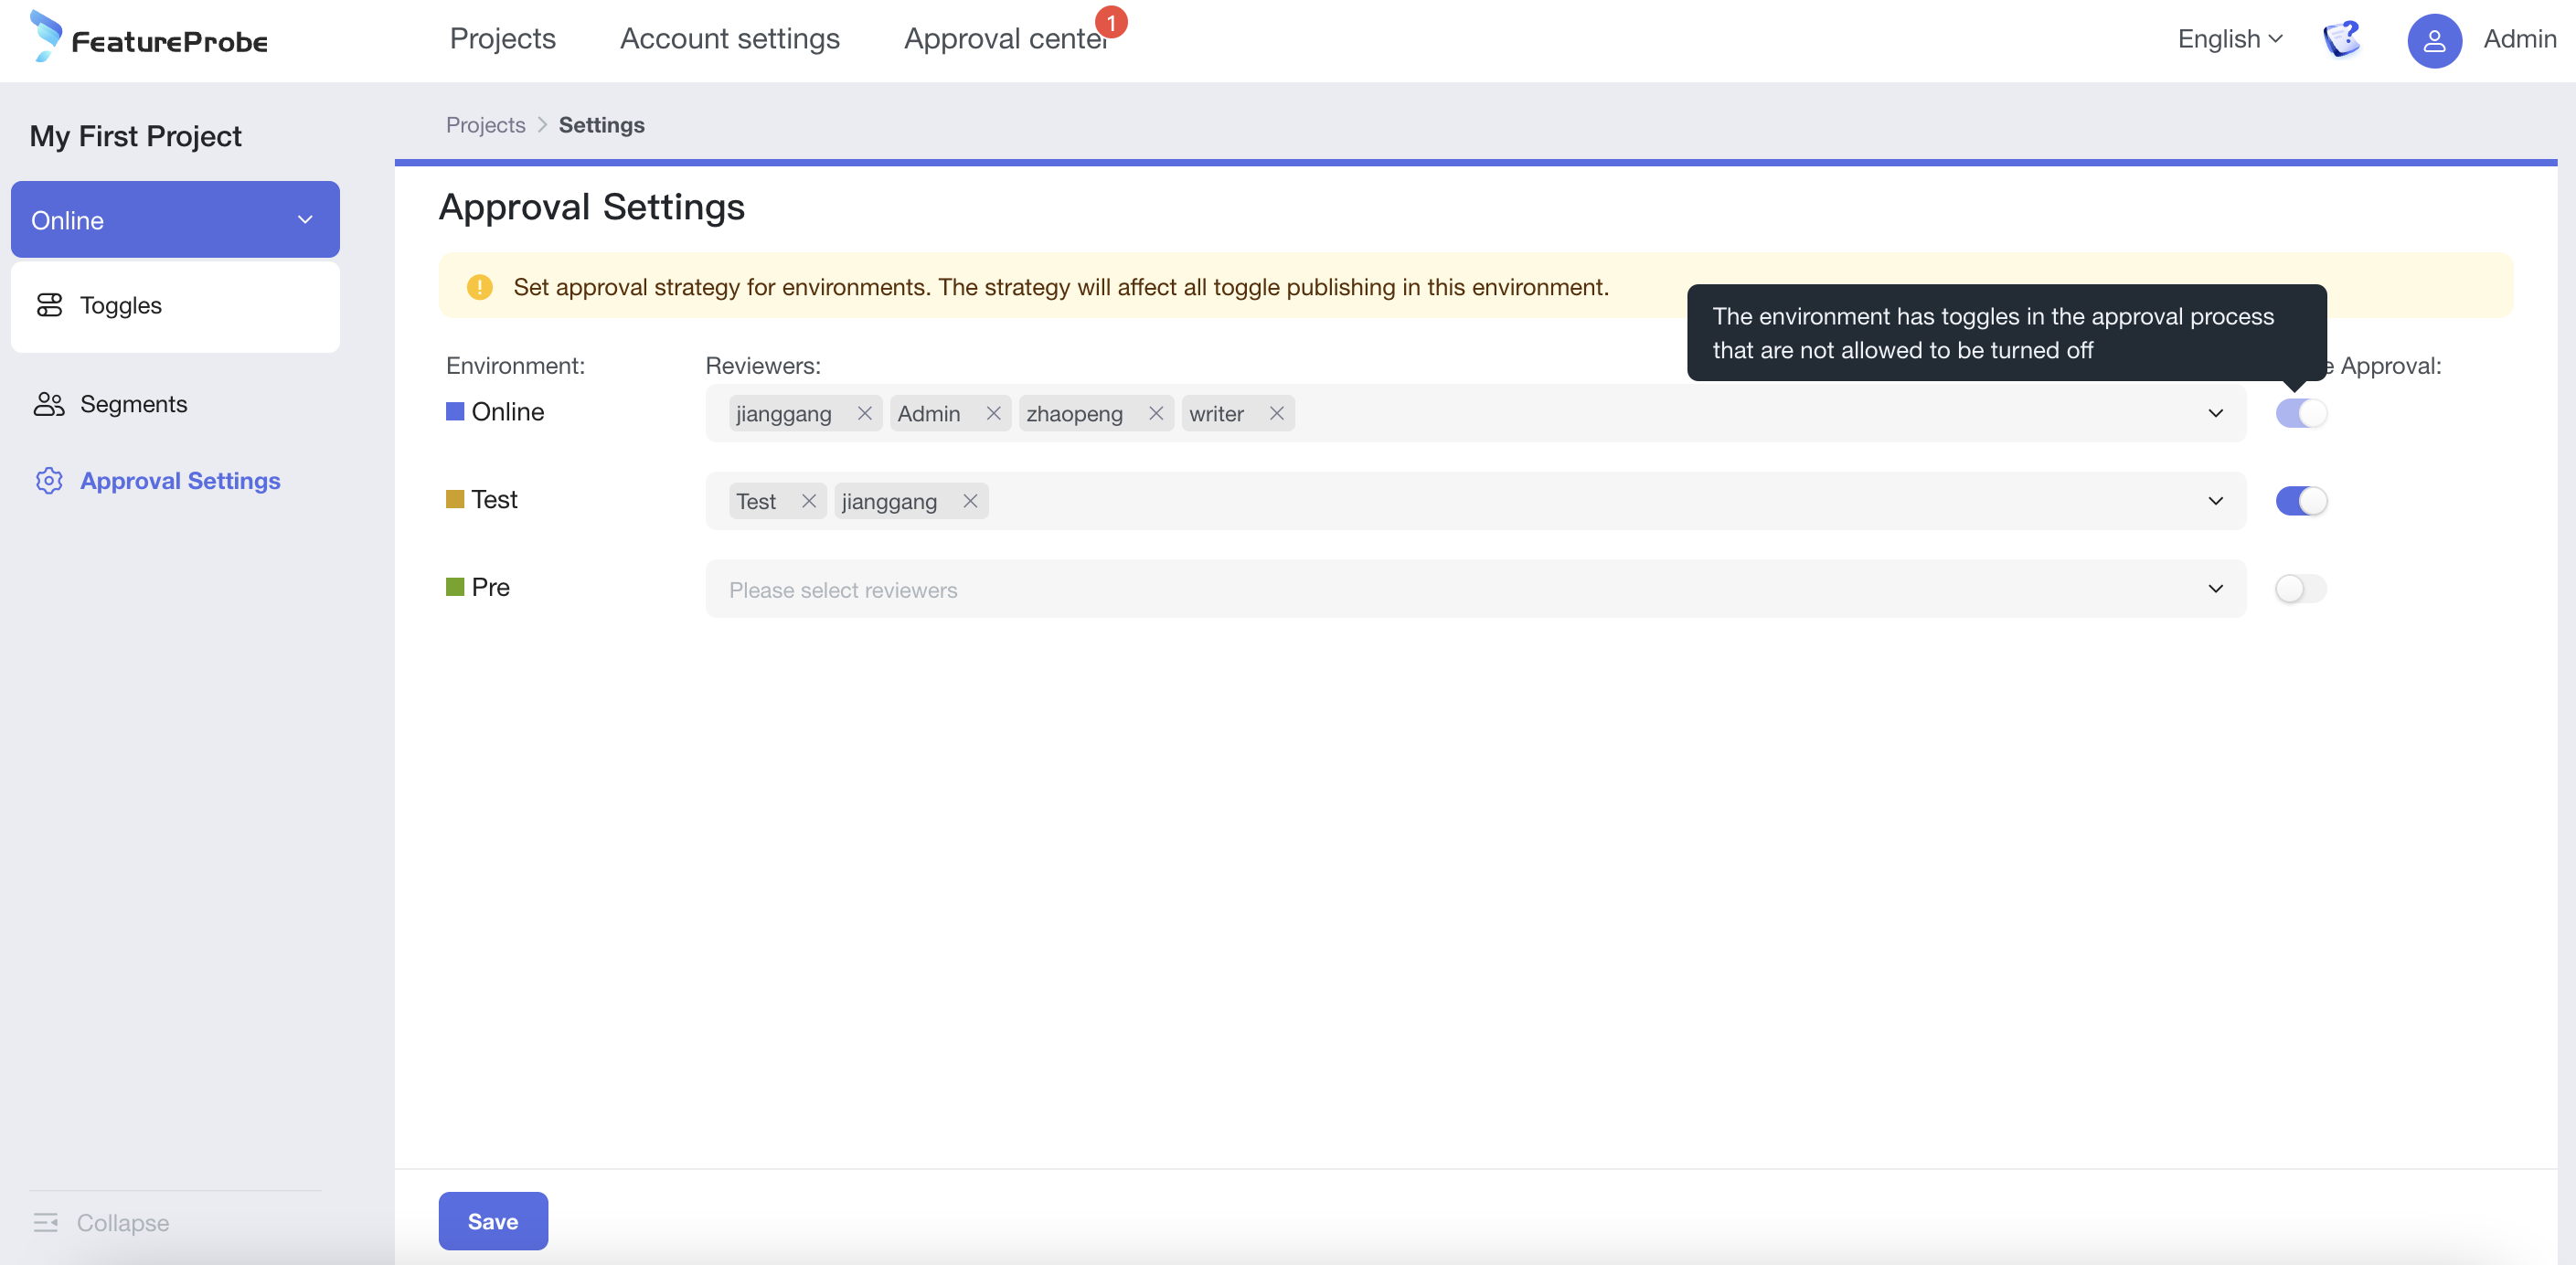 FeatureProbe
Projects
Account settings
Approval center
1
English
Admin
My First Project
Online
Toggles
Segments
Approval Settings
Collapse
Projects > Settings
Approval Settings
Set approval strategy for environments. The strategy will affect all toggle publishing in this environment.
The environment has toggles in the approval process
that are not allowed to be turned off
Environment:
Reviewers:
Approval:
Online
jianggang
Admin
zhaopeng
writer
Test
Test
jianggang
Pre
Please select reviewers
Save